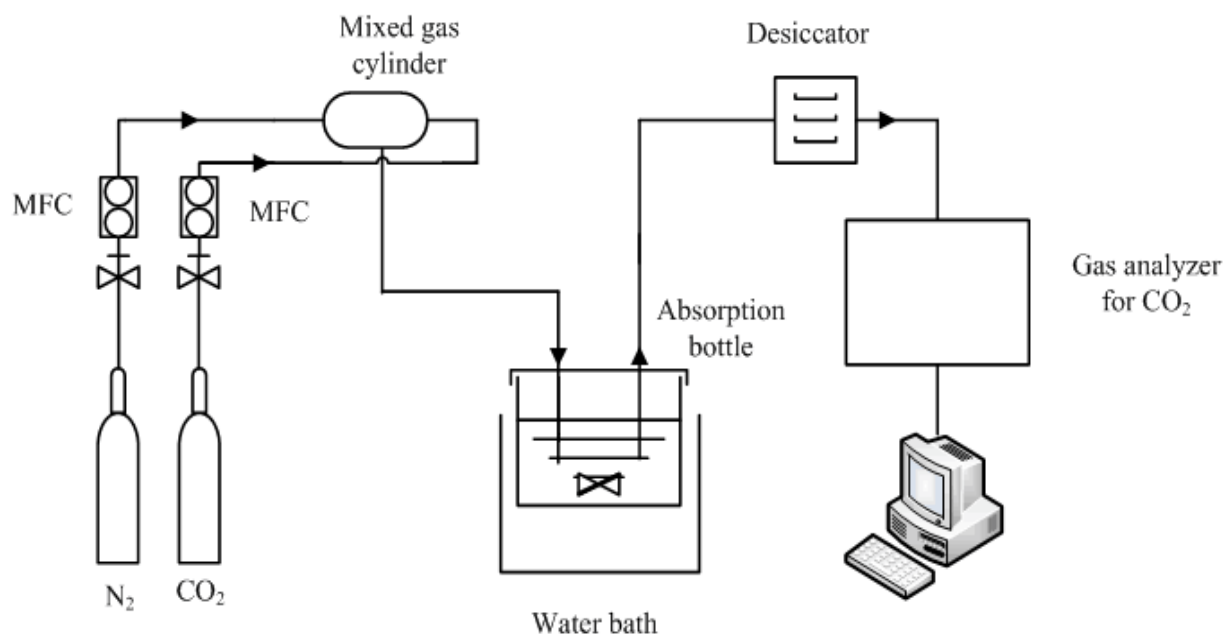 Mixed gas
cylinder
Desiccator
MFC
MFC
Gas analyzer
for CO₂
Absorption
bottle
N₂
CO₂
Water bath